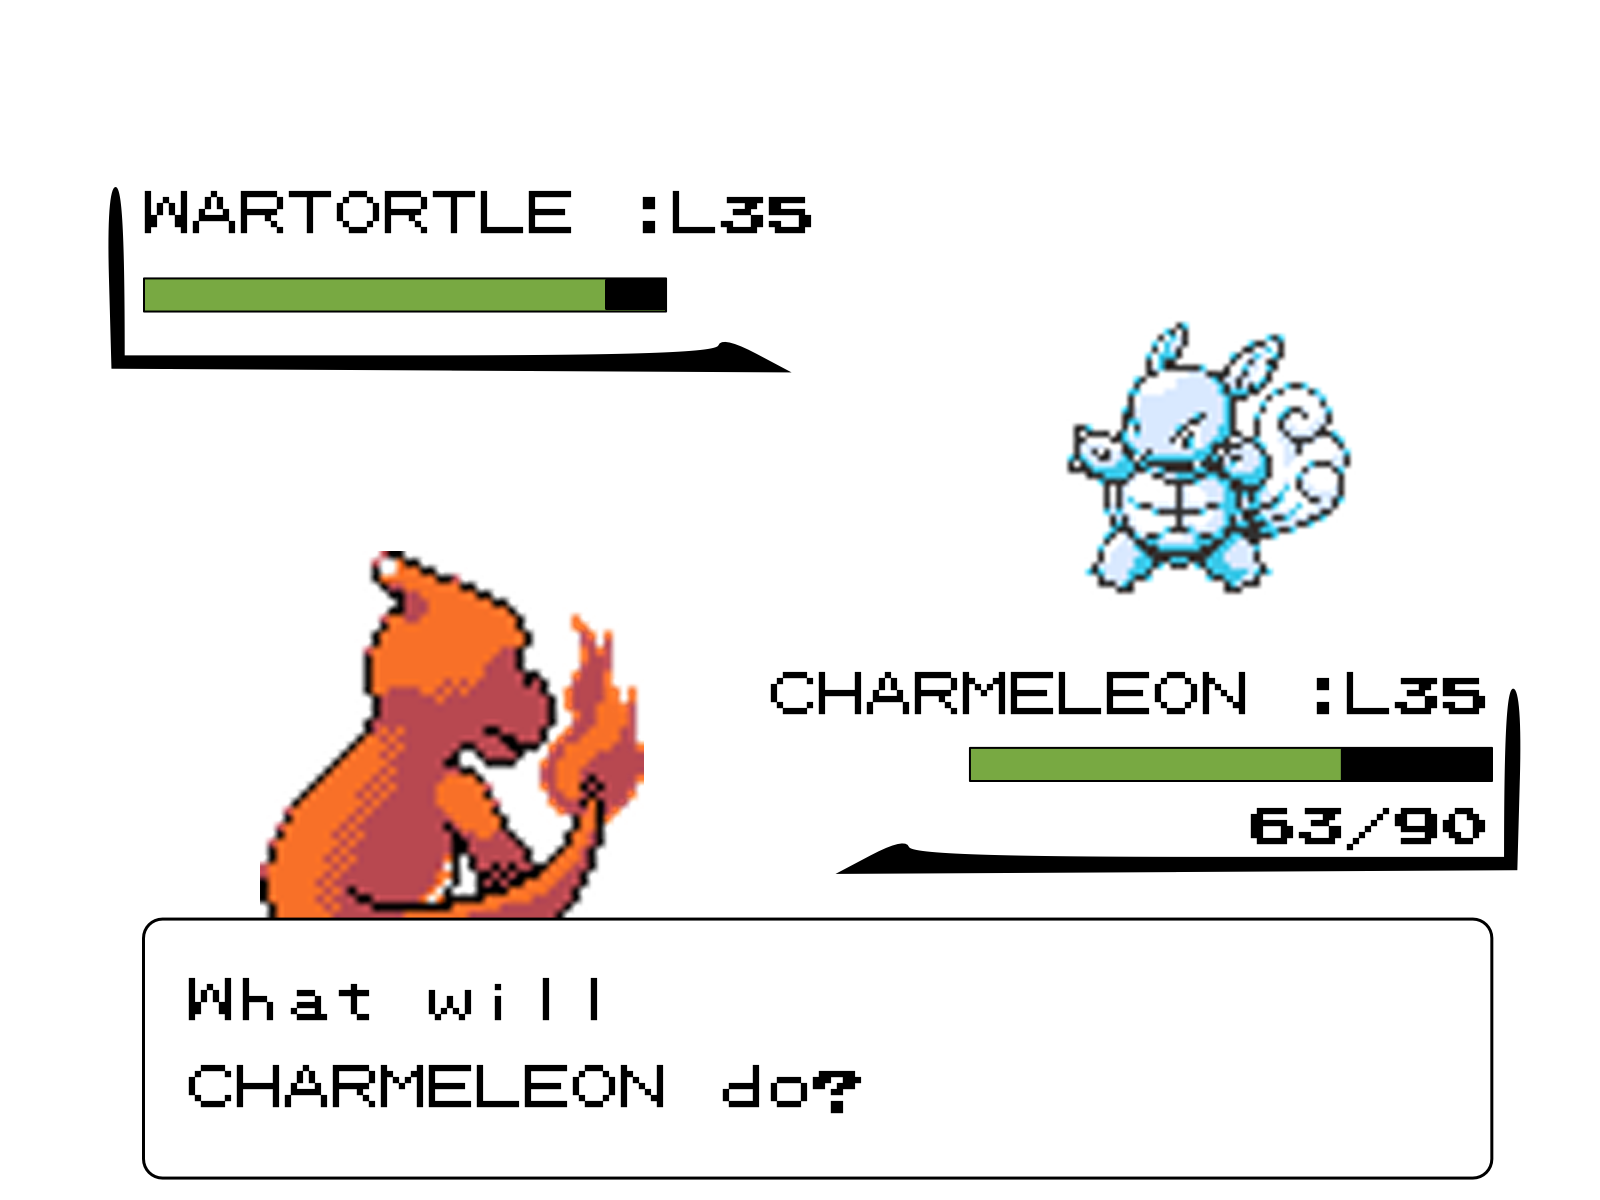 WARTORTLE :L35
CHARMELEON :L35
63/90
What will
CHARMELEON do?